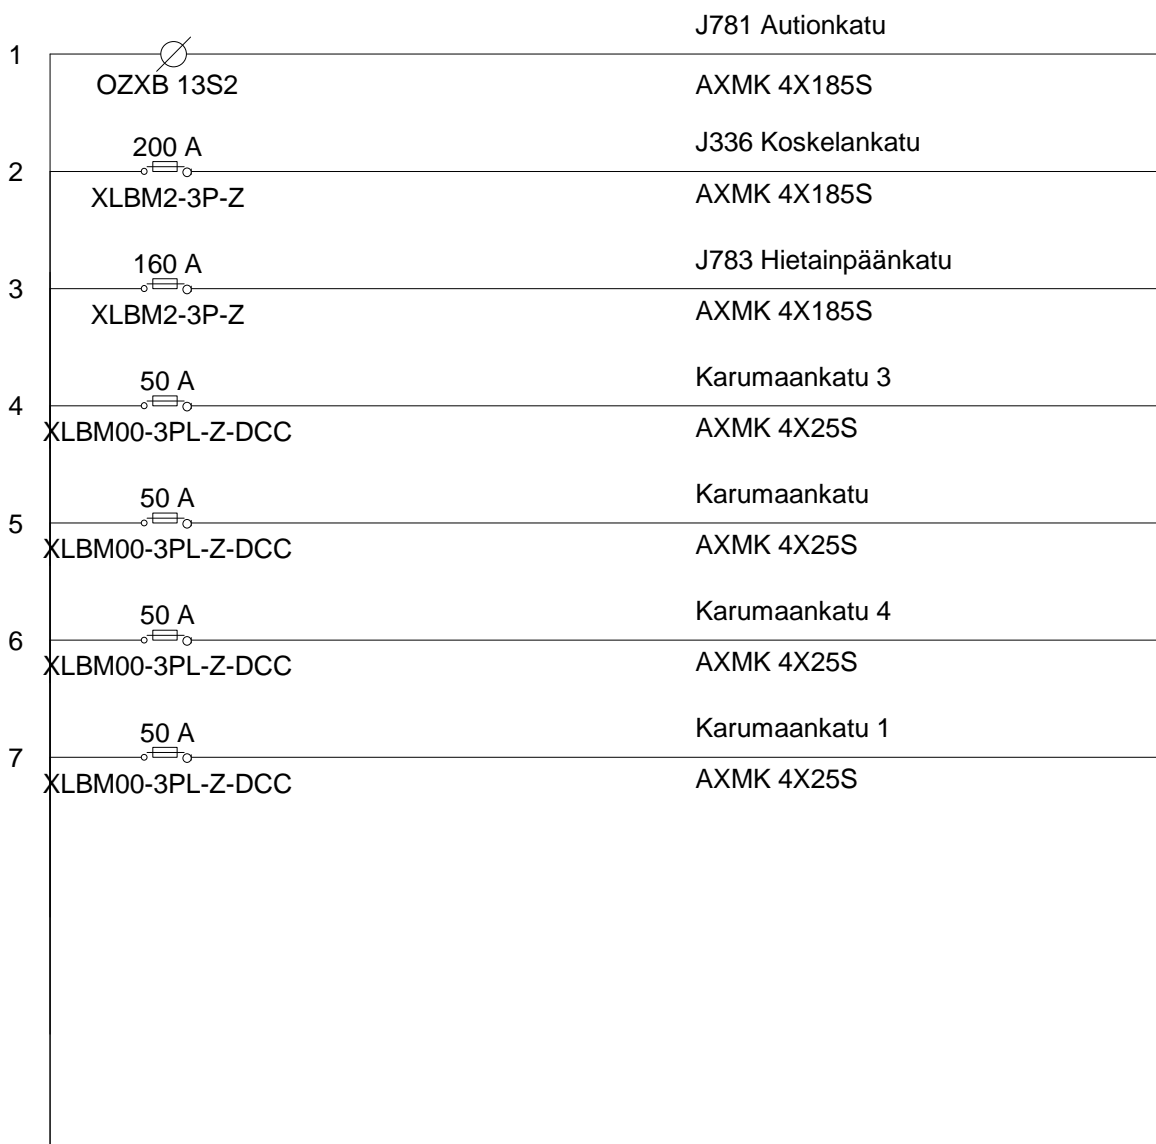 J781 Autionkatu
1
OZXB 13S2
AXMK 4X185S
200 A
J336 Koskelankatu
2
XLBM2-3P-Z
AXMK 4X185S
160 A
J783 Hietainpäänkatu
3
XLBM2-3P-Z
AXMK 4X185S
50 A
Karumaankatu 3
4
XLBM00-3PL-Z-DCC
AXMK 4X25S
50 A
Karumaankatu
5
XLBM00-3PL-Z-DCC
AXMK 4X25S
50 A
Karumaankatu 4
6
XLBM00-3PL-Z-DCC
AXMK 4X25S
50 A
Karumaankatu 1
7
XLBM00-3PL-Z-DCC
AXMK 4X25S